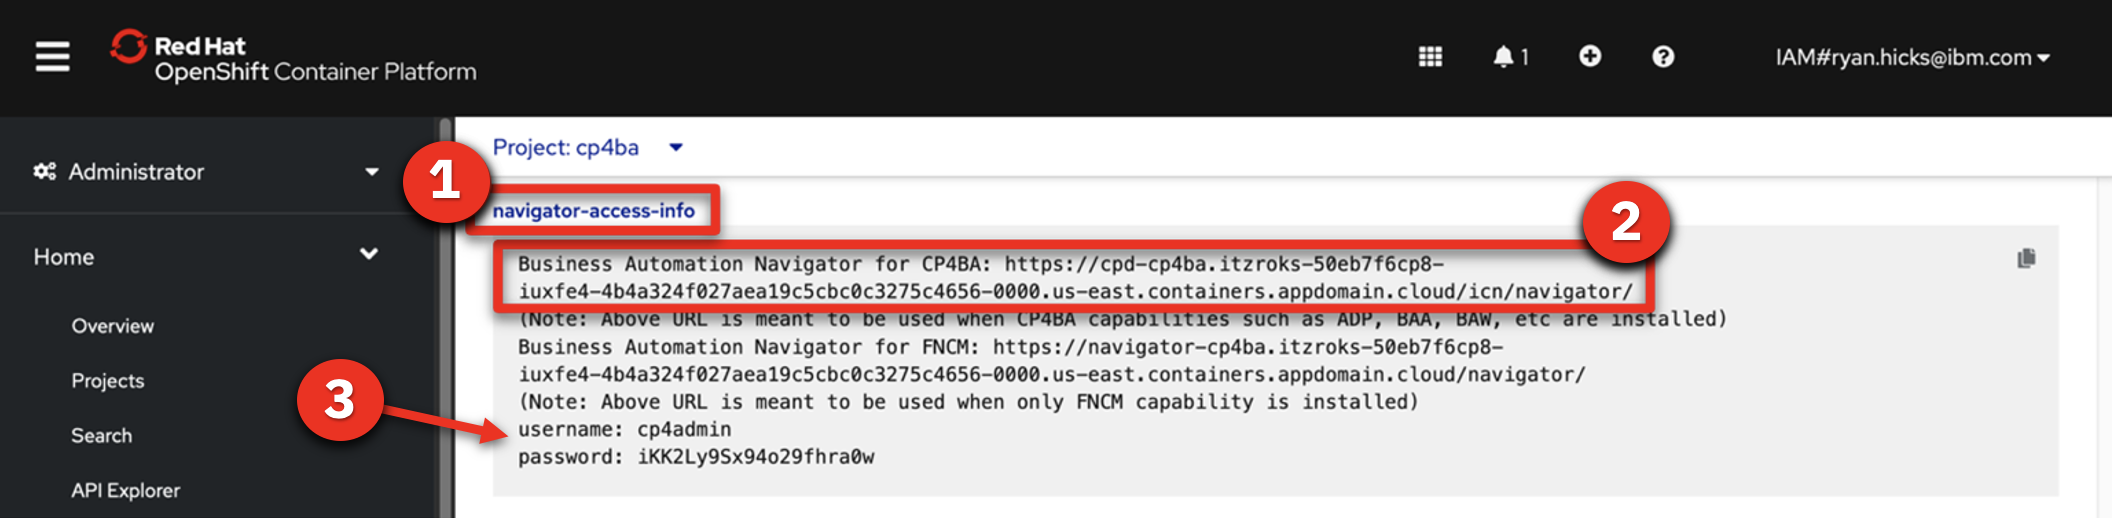 Red Hat
OpenShift Container Platform
1
IAM#ryan.hicks@ibm.com
Administrator
Home
Overview
Projects
Search
API Explorer
Project: cp4ba
1
navigator-access-info
2
Business Automation Navigator for CP4BA: https://cpd-cp4ba.itzroks-50eb7f6cp8-
iuxfe4-4b4a324f027aea19c5cbc0c3275c4656-0000.us-east.containers.appdomain.cloud/icn/navigator/
(Note: Above URL is meant to be used when CP4BA capabilities such as ADP, BAA, BAW, etc are installed)
Business Automation Navigator for FNCM: https://navigator-cp4ba.itzroks-50eb7f6cp8-
iuxfe4-4b4a324f027aea19c5cbc0c3275c4656-0000.us-east.containers.appdomain.cloud/navigator/
(Note: Above URL is meant to be used when only FNCM capability is installed)
3
username: cp4admin
password: iKK2Ly9Sx94o29fhra0w